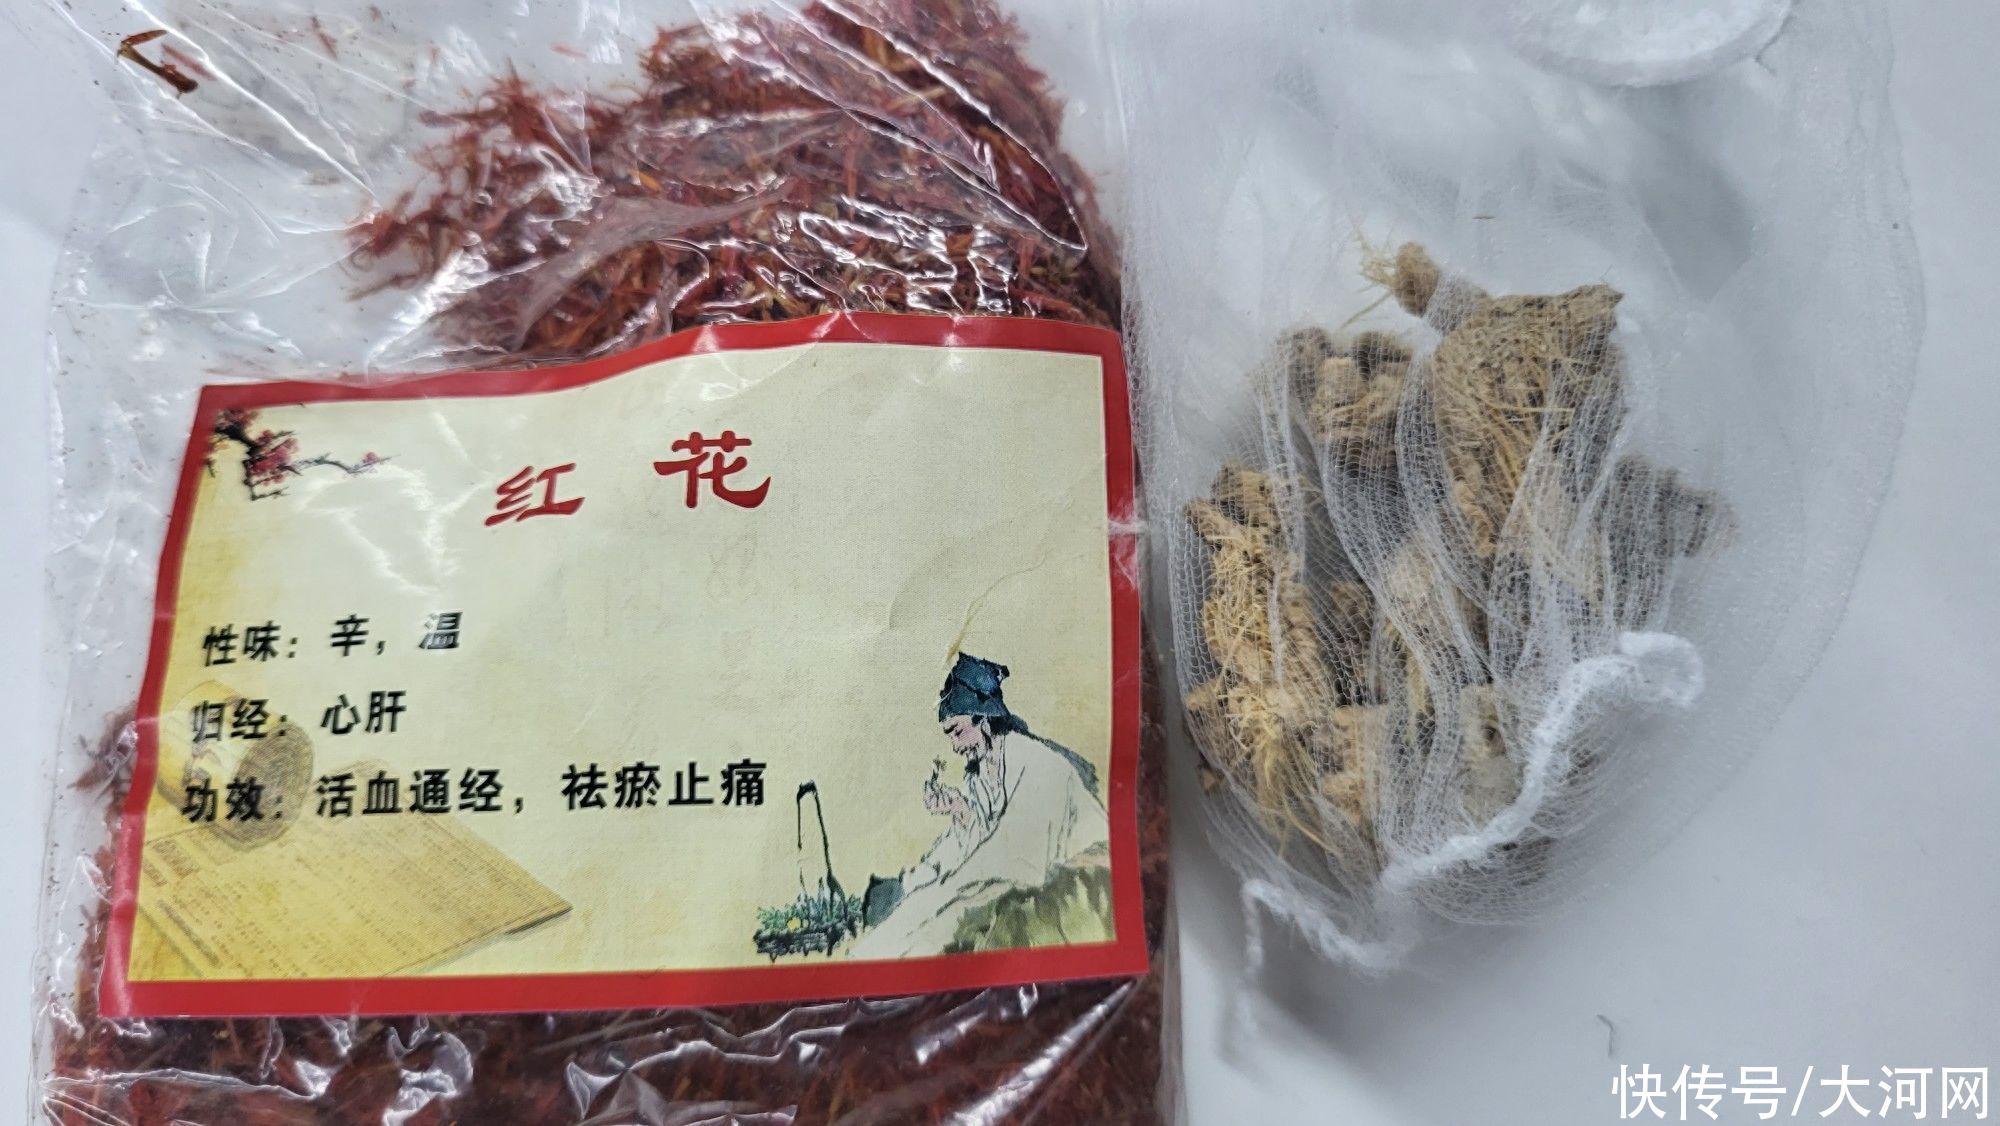 红花
性味：辛，温
归经：心肝
功效：活血通经，祛瘀止痛
快传号/大河网